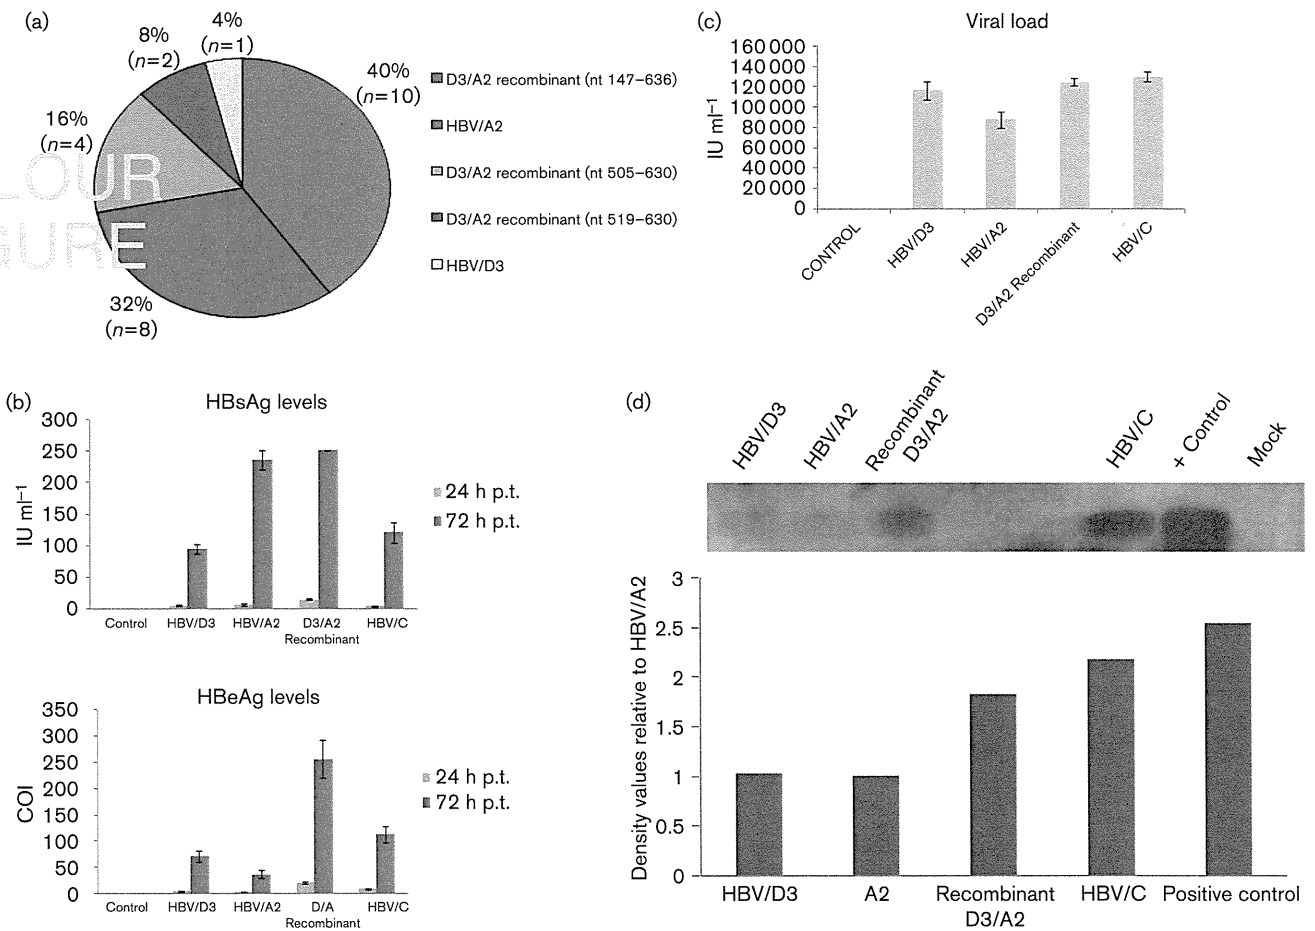 (a)
4%
(n=1)
8%
(n=2)
40%
(n=10)
16%
(n=4)
32%
(n=8)
LOUR
GURE
D3/A2 recombinant (nt 147–636)
HBV/A2
D3/A2 recombinant (nt 505–630)
D3/A2 recombinant (nt 519–630)
HBV/D3
(c)
Viral load
IU ml–1
160 000
140 000
120 000
100 000
80 000
60 000
40 000
20 000
0
CONTROL
HBV/D3
HBV/A2
D3/A2 Recombinant
HBV/C
(b)
HBsAg levels
IU ml–1
300
250
200
150
100
50
0
Control
HBV/D3
HBV/A2
D3/A2
Recombinant
HBV/C
24 h p.t.
72 h p.t.
HBeAg levels
COI
350
300
250
200
150
100
50
0
Control
HBV/D3
HBV/A2
D/A
Recombinant
HBV/C
24 h p.t.
72 h p.t.
(d)
HBV/D3
HBV/A2
Recombinant
D3/A2
HBV/C
+ Control
Mock
Density values relative to HBV/A2
3
2.5
2
1.5
1
0.5
0
HBV/D3
A2
Recombinant
D3/A2
HBV/C
Positive control